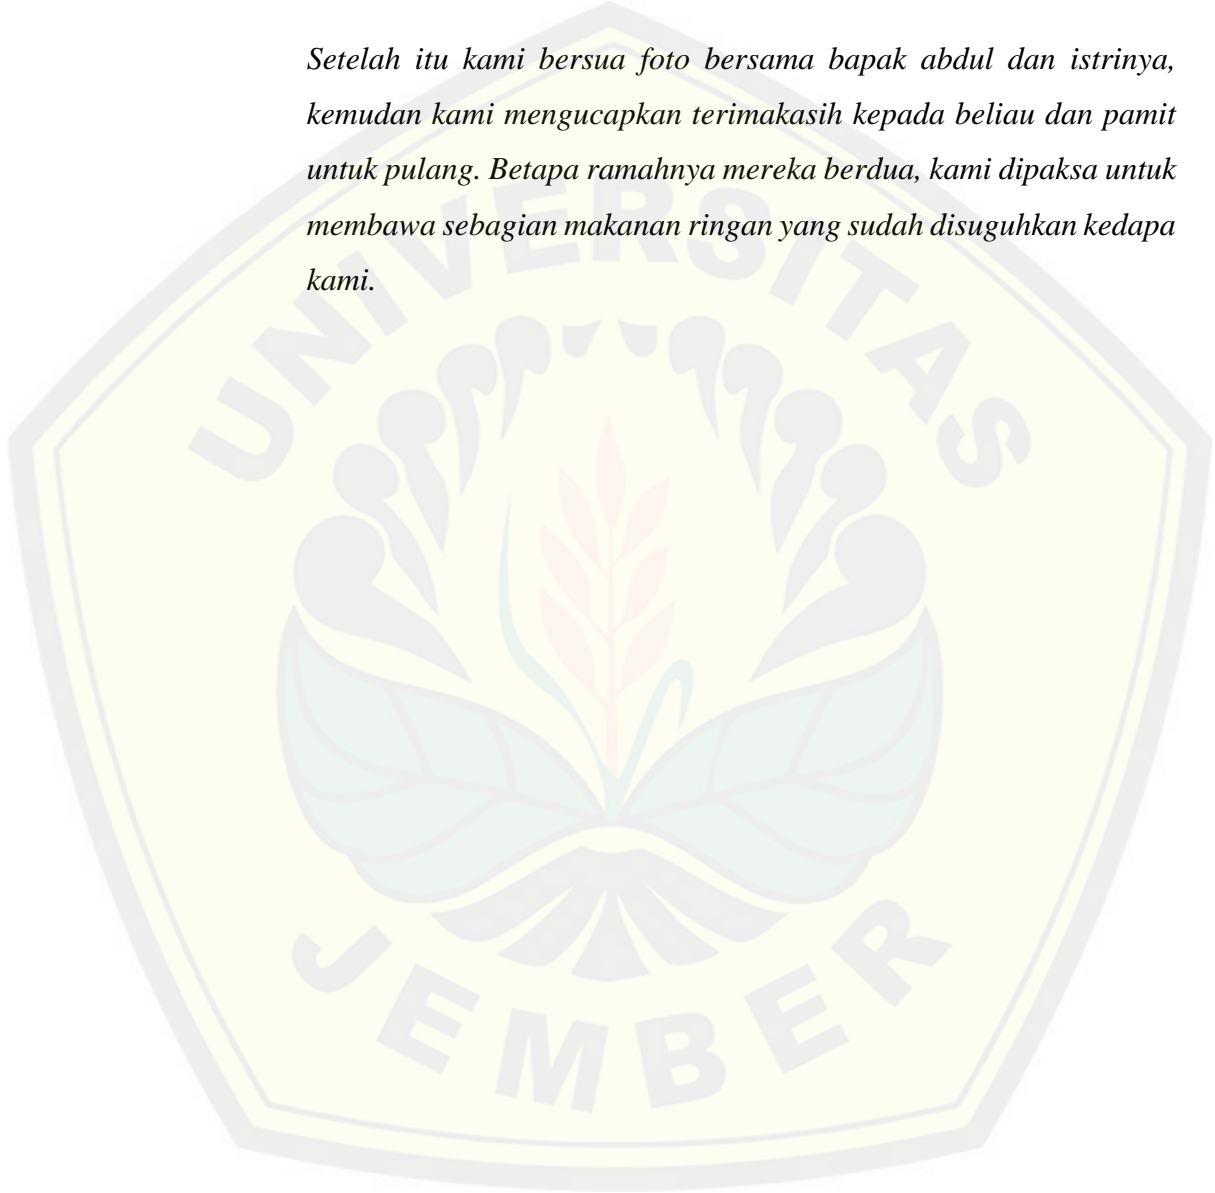 Setelah itu kami bersua foto bersama bapak abdul dan istrinya,
kemudan kami mengucapkan terimakasih kepada beliau dan pamit
untuk pulang. Betapa ramahnya mereka berdua, kami dipaksa untuk
membawa sebagian makanan ringan yang sudah disuguhkan kedapa
kami.
UNIVERSITAS
JEMBER